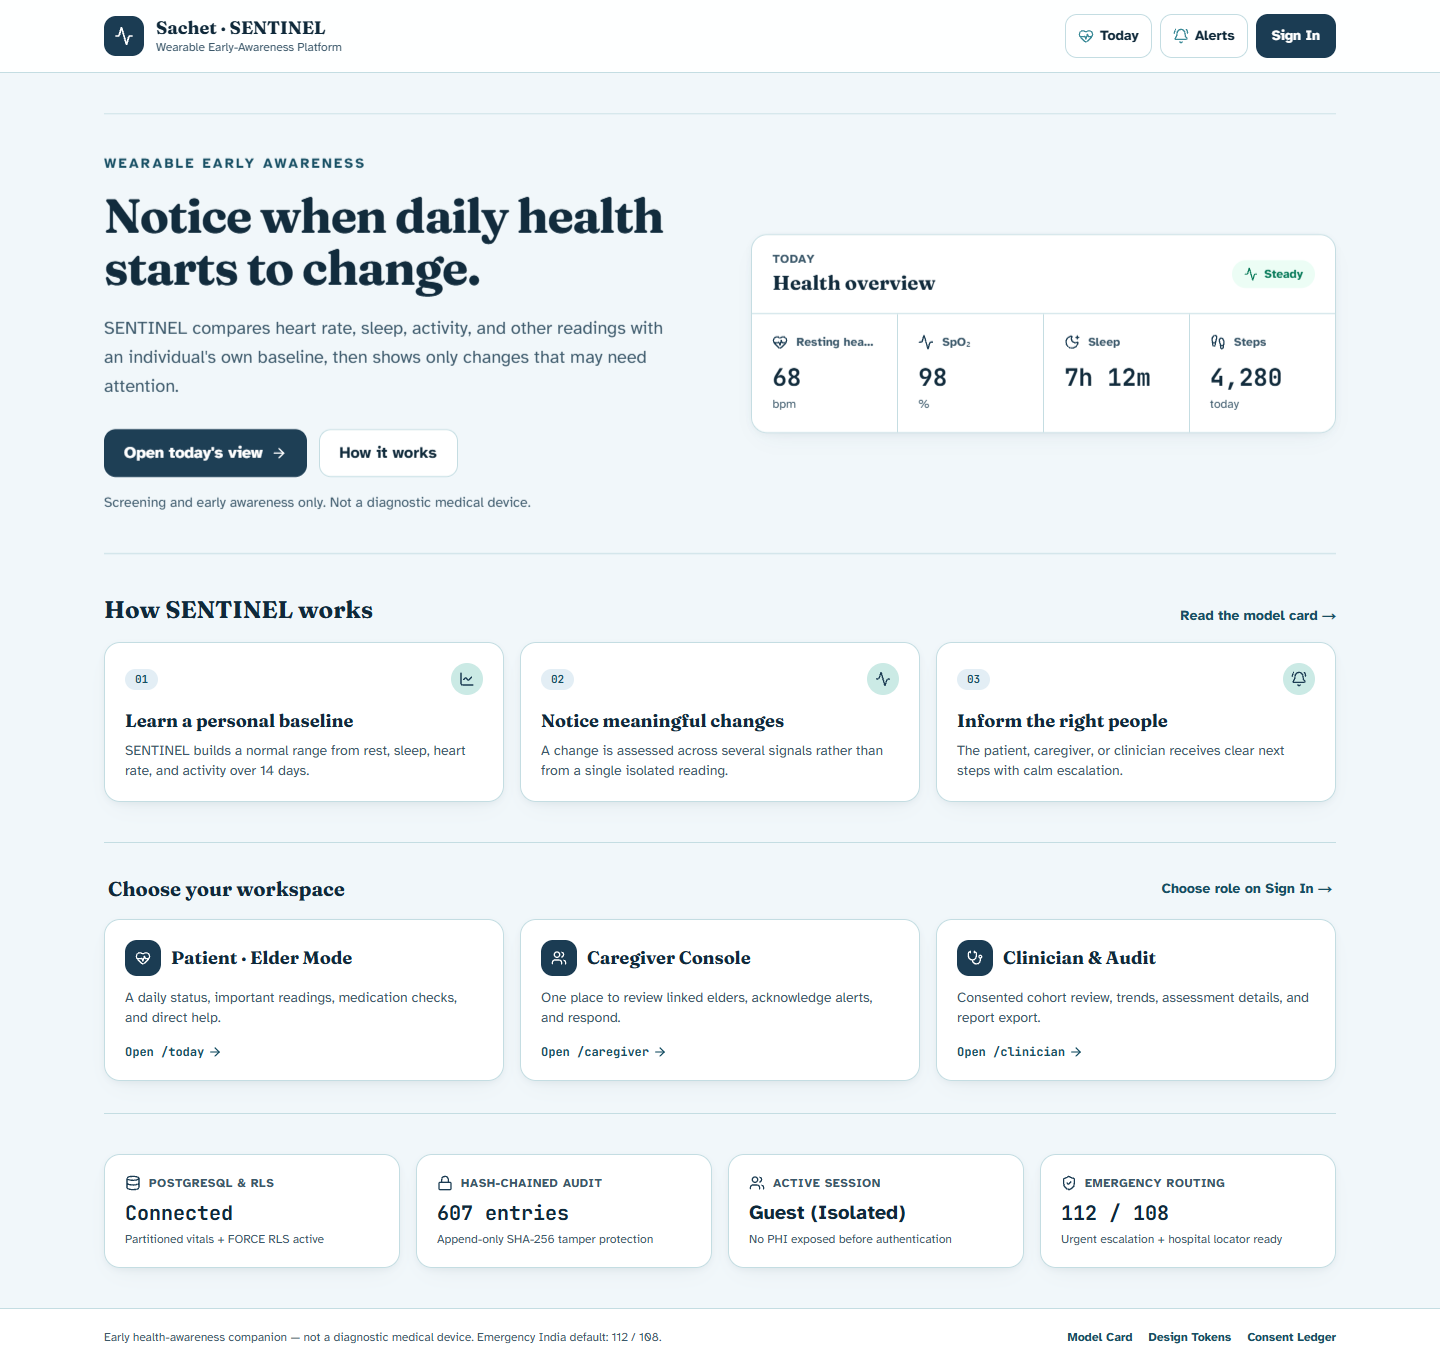 Sachet · SENTINEL
Wearable Early-Awareness Platform
Today
Alerts
Sign In
WEARABLE EARLY AWARENESS
Notice when daily health
starts to change.
SENTINEL compares heart rate, sleep, activity, and other readings with
an individual's own baseline, then shows only changes that may need
attention.
Open today's view →
How it works
Screening and early awareness only. Not a diagnostic medical device.
TODAY
Health overview
Steady
Resting hea...
68
bpm
SpO₂
98
%
Sleep
7h 12m
Steps
4,280
today
How SENTINEL works
Read the model card →
01
Learn a personal baseline
SENTINEL builds a normal range from rest, sleep, heart
rate, and activity over 14 days.
02
Notice meaningful changes
A change is assessed across several signals rather than
from a single isolated reading.
03
Inform the right people
The patient, caregiver, or clinician receives clear next
steps with calm escalation.
Choose your workspace
Choose role on Sign In →
Patient · Elder Mode
A daily status, important readings, medication checks,
and direct help.
Open /today →
Caregiver Console
One place to review linked elders, acknowledge alerts,
and respond.
Open /caregiver →
Clinician & Audit
Consented cohort review, trends, assessment details, and
report export.
Open /clinician →
POSTGRESQL & RLS
Connected
Partitioned vitals + FORCE RLS active
HASH-CHAINED AUDIT
607 entries
Append-only SHA-256 tamper protection
ACTIVE SESSION
Guest (Isolated)
No PHI exposed before authentication
EMERGENCY ROUTING
112 / 108
Urgent escalation + hospital locator ready
Early health-awareness companion — not a diagnostic medical device. Emergency India default: 112 / 108.
Model Card
Design Tokens
Consent Ledger